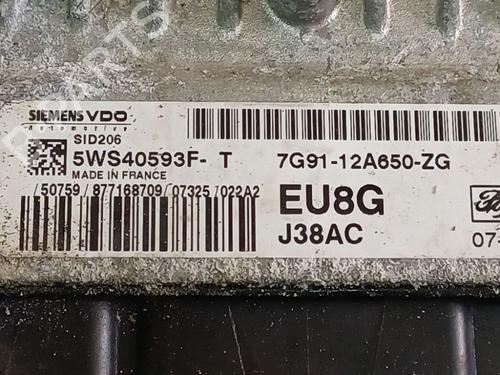 SIEMENS VDO
Automotive
SID206
5WS40593F- T
MADE IN FRANCE
7G91-12A650-ZG
/50759/877168709/07325/022A2
EU8G
J38AC
07